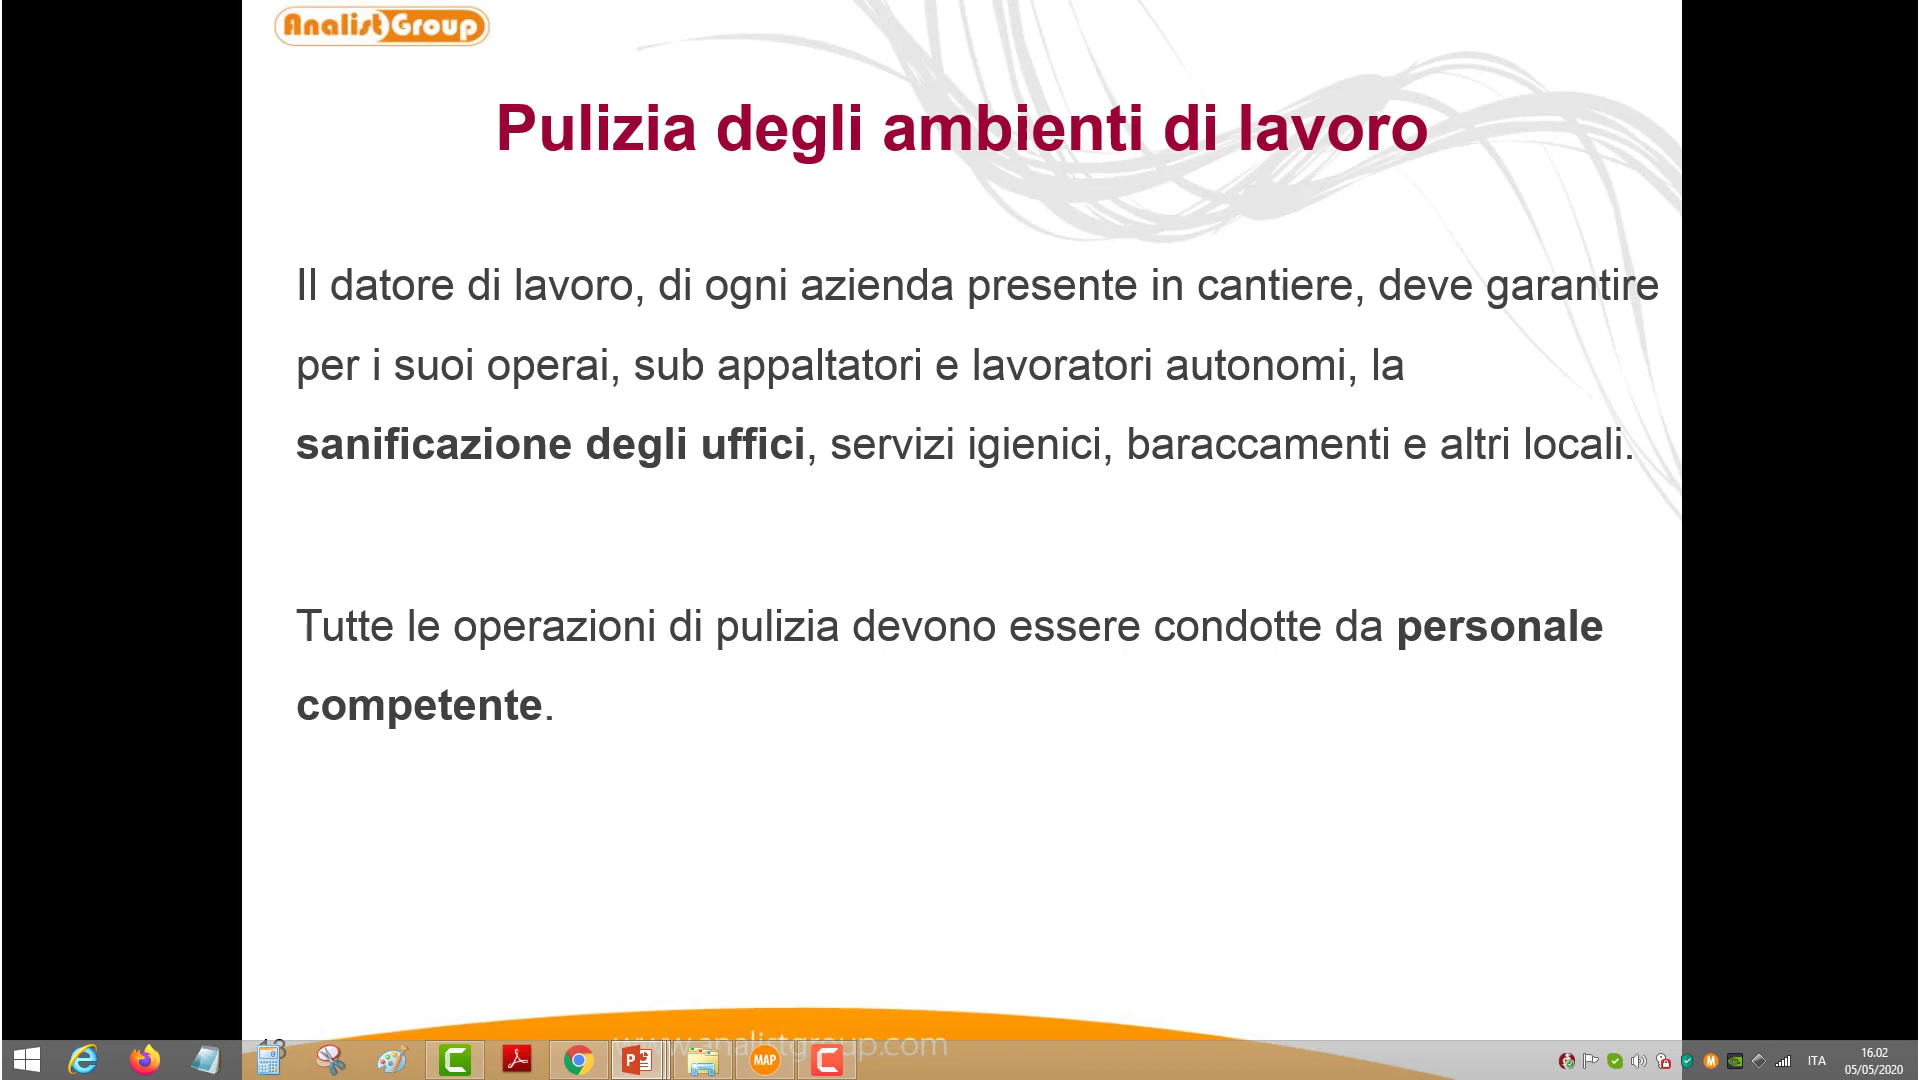 Analist Group
Pulizia degli ambienti di lavoro
Il datore di lavoro, di ogni azienda presente in cantiere, deve garantire
per i suoi operai, sub appaltatori e lavoratori autonomi, la
sanificazione degli uffici, servizi igienici, baraccamenti e altri locali.
Tutte le operazioni di pulizia devono essere condotte da personale
competente.
www.analistgroup.com
MAP
ITA
16.02
05/05/2020